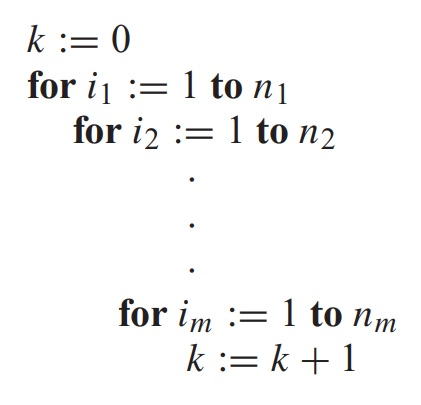 k := 0
for i₁ := 1 to n₁
for i₂ := 1 to n₂
.
.
.
for iₘ := 1 to nₘ
k := k + 1